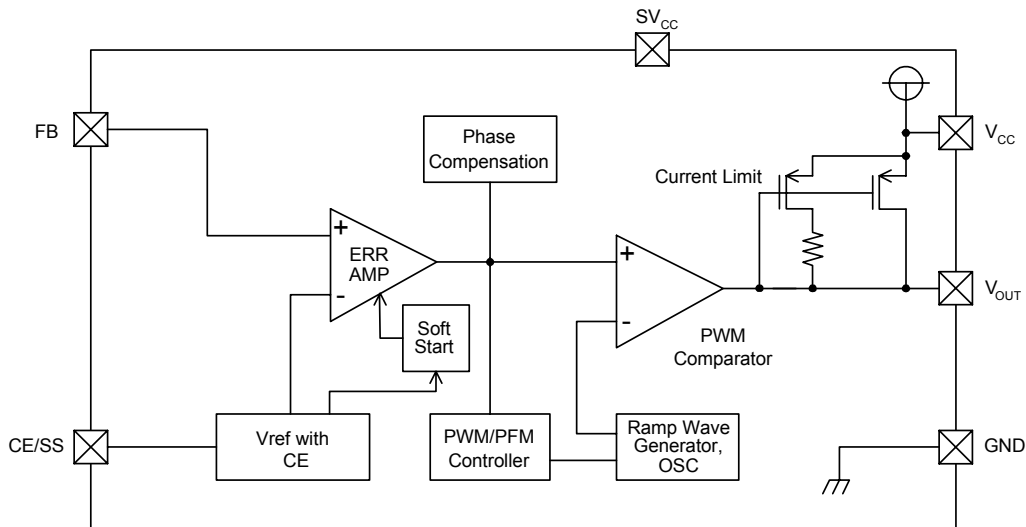 SVCC
FB
VCC
Phase
Compensation
Current Limit
+
ERR
AMP
-
+
-
VOUT
Soft
Start
PWM
Comparator
CE/SS
Vref with
CE
PWM/PFM
Controller
Ramp Wave
Generator,
OSC
GND